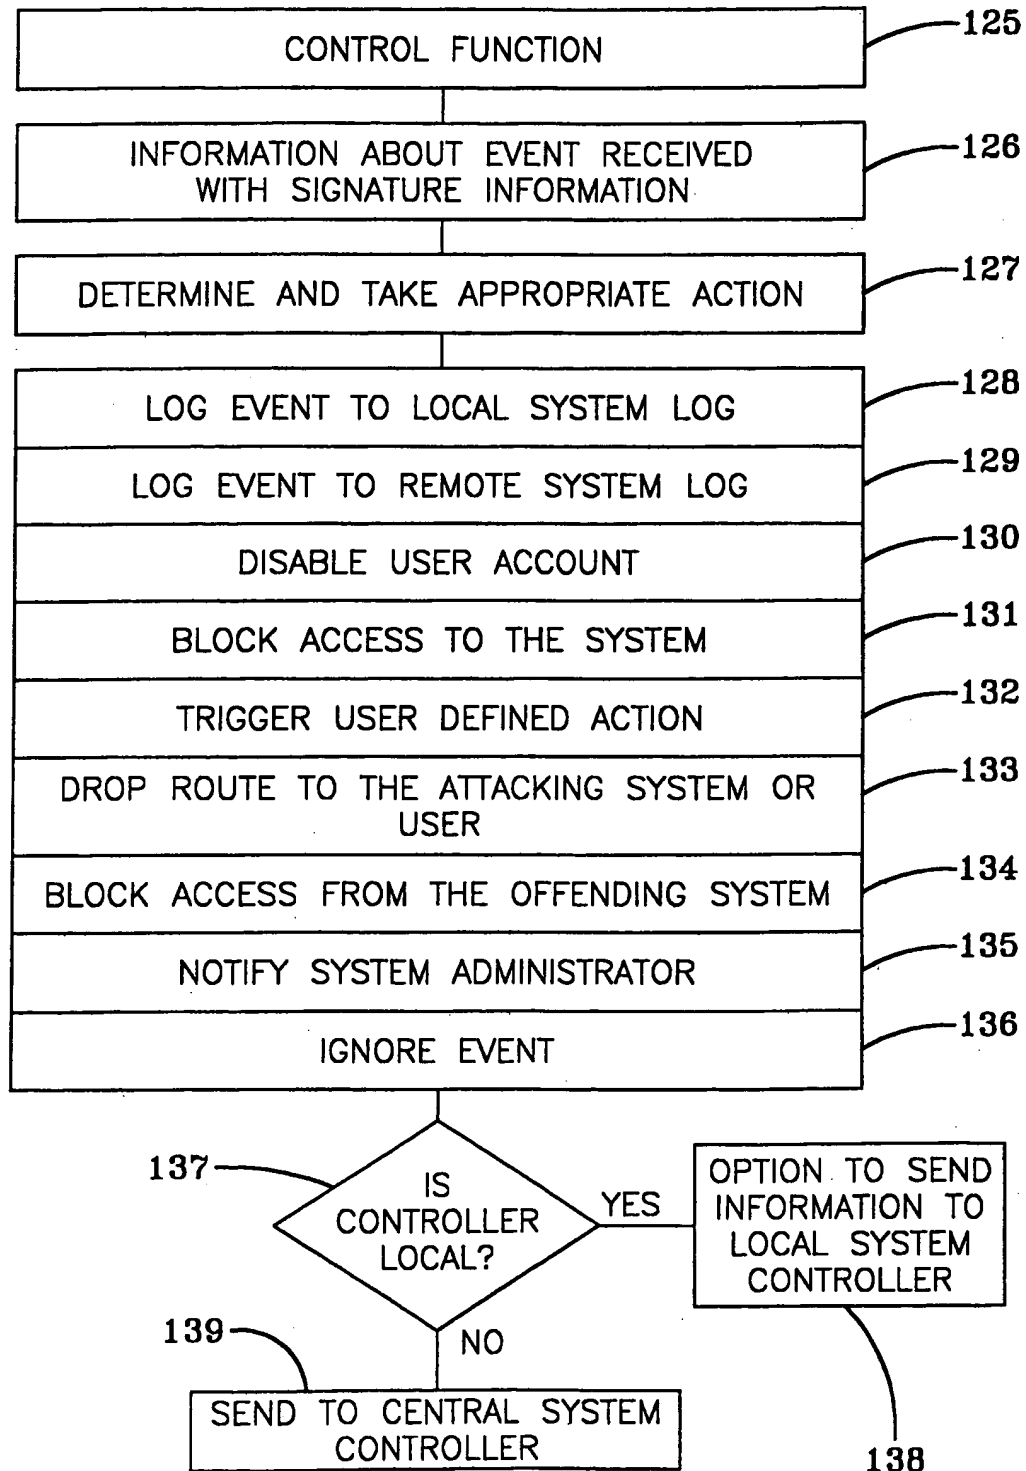 CONTROL FUNCTION
125
INFORMATION ABOUT EVENT RECEIVED
WITH SIGNATURE INFORMATION
126
DETERMINE AND TAKE APPROPRIATE ACTION
127
LOG EVENT TO LOCAL SYSTEM LOG
128
LOG EVENT TO REMOTE SYSTEM LOG
129
DISABLE USER ACCOUNT
130
BLOCK ACCESS TO THE SYSTEM
131
TRIGGER USER DEFINED ACTION
132
DROP ROUTE TO THE ATTACKING SYSTEM OR
USER
133
BLOCK ACCESS FROM THE OFFENDING SYSTEM
134
NOTIFY SYSTEM ADMINISTRATOR
135
IGNORE EVENT
136
137
IS
CONTROLLER
LOCAL?
YES
OPTION TO SEND
INFORMATION TO
LOCAL SYSTEM
CONTROLLER
138
NO
139
SEND TO CENTRAL SYSTEM
CONTROLLER